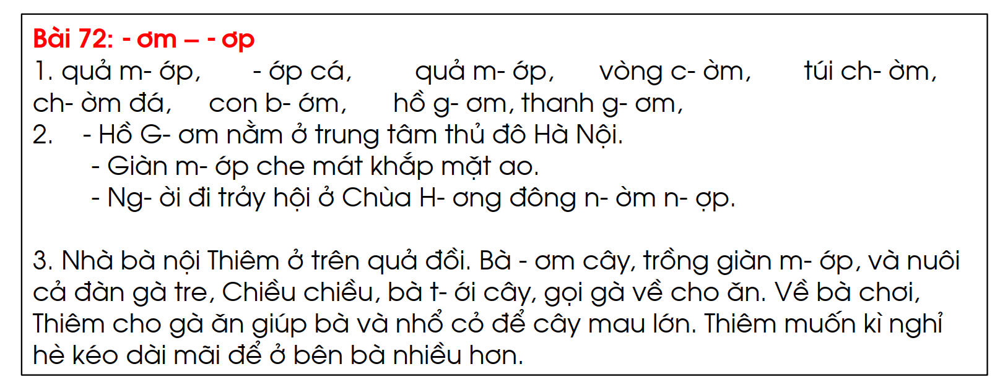 Bài 72: - ơm – - ơp
1. quả m- ớp, - ớp cá, quả m- ớp, vòng c- ờm, túi ch- ờm,
ch- ờm đá, con b- ớm, hồ g- ơm, thanh g- ơm,
2. - Hồ G- ơm nằm ở trung tâm thủ đô Hà Nội.
- Giàn m- ớp che mát khắp mặt ao.
- Ng- ời đi trảy hội ở Chùa H- ơng đông n- ờm n- ợp.
3. Nhà bà nội Thiêm ở trên quả đồi. Bà - ơm cây, trồng giàn m- ớp, và nuôi
cả đàn gà tre, Chiều chiều, bà t- ới cây, gọi gà về cho ăn. Về bà chơi,
Thiêm cho gà ăn giúp bà và nhổ cỏ để cây mau lớn. Thiêm muốn kì nghỉ
hè kéo dài mãi để ở bên bà nhiều hơn.